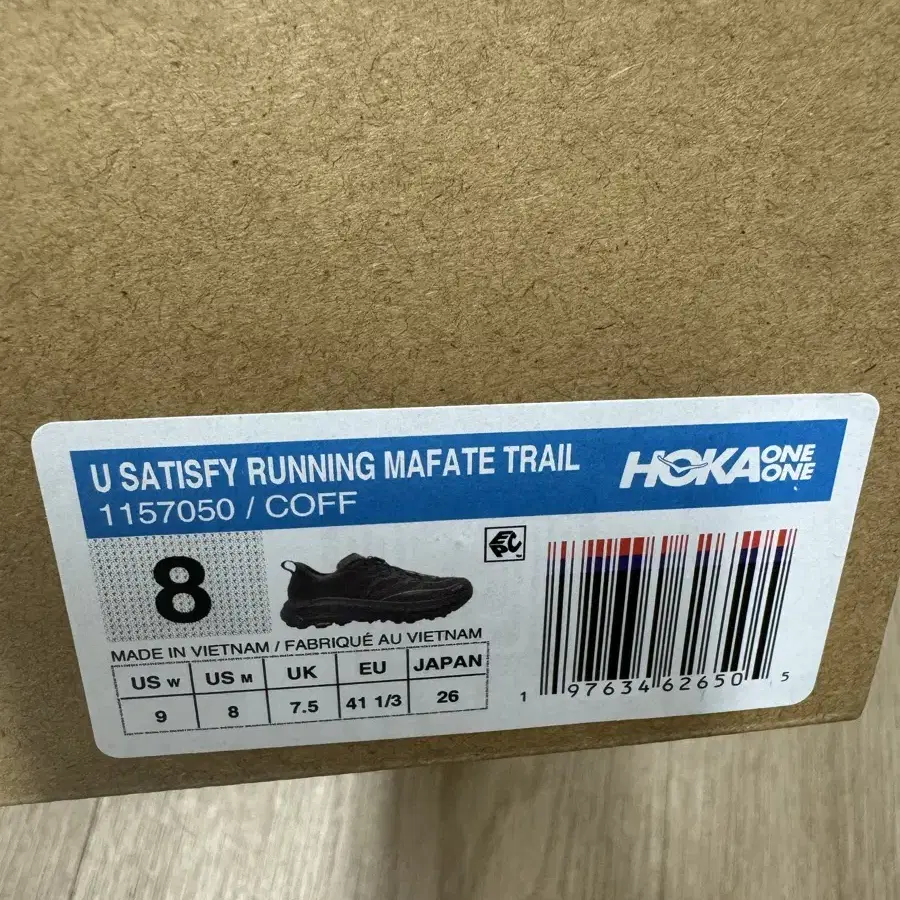 U SATISFY RUNNING MAFATE TRAIL
1157050 / COFF
HOKA ONE ONE
8
EPC
MADE IN VIETNAM / FABRIQUÉ AU VIETNAM
US W US M UK EU JAPAN
9 8 7.5 41 1/3 26
1 97634 62650 5